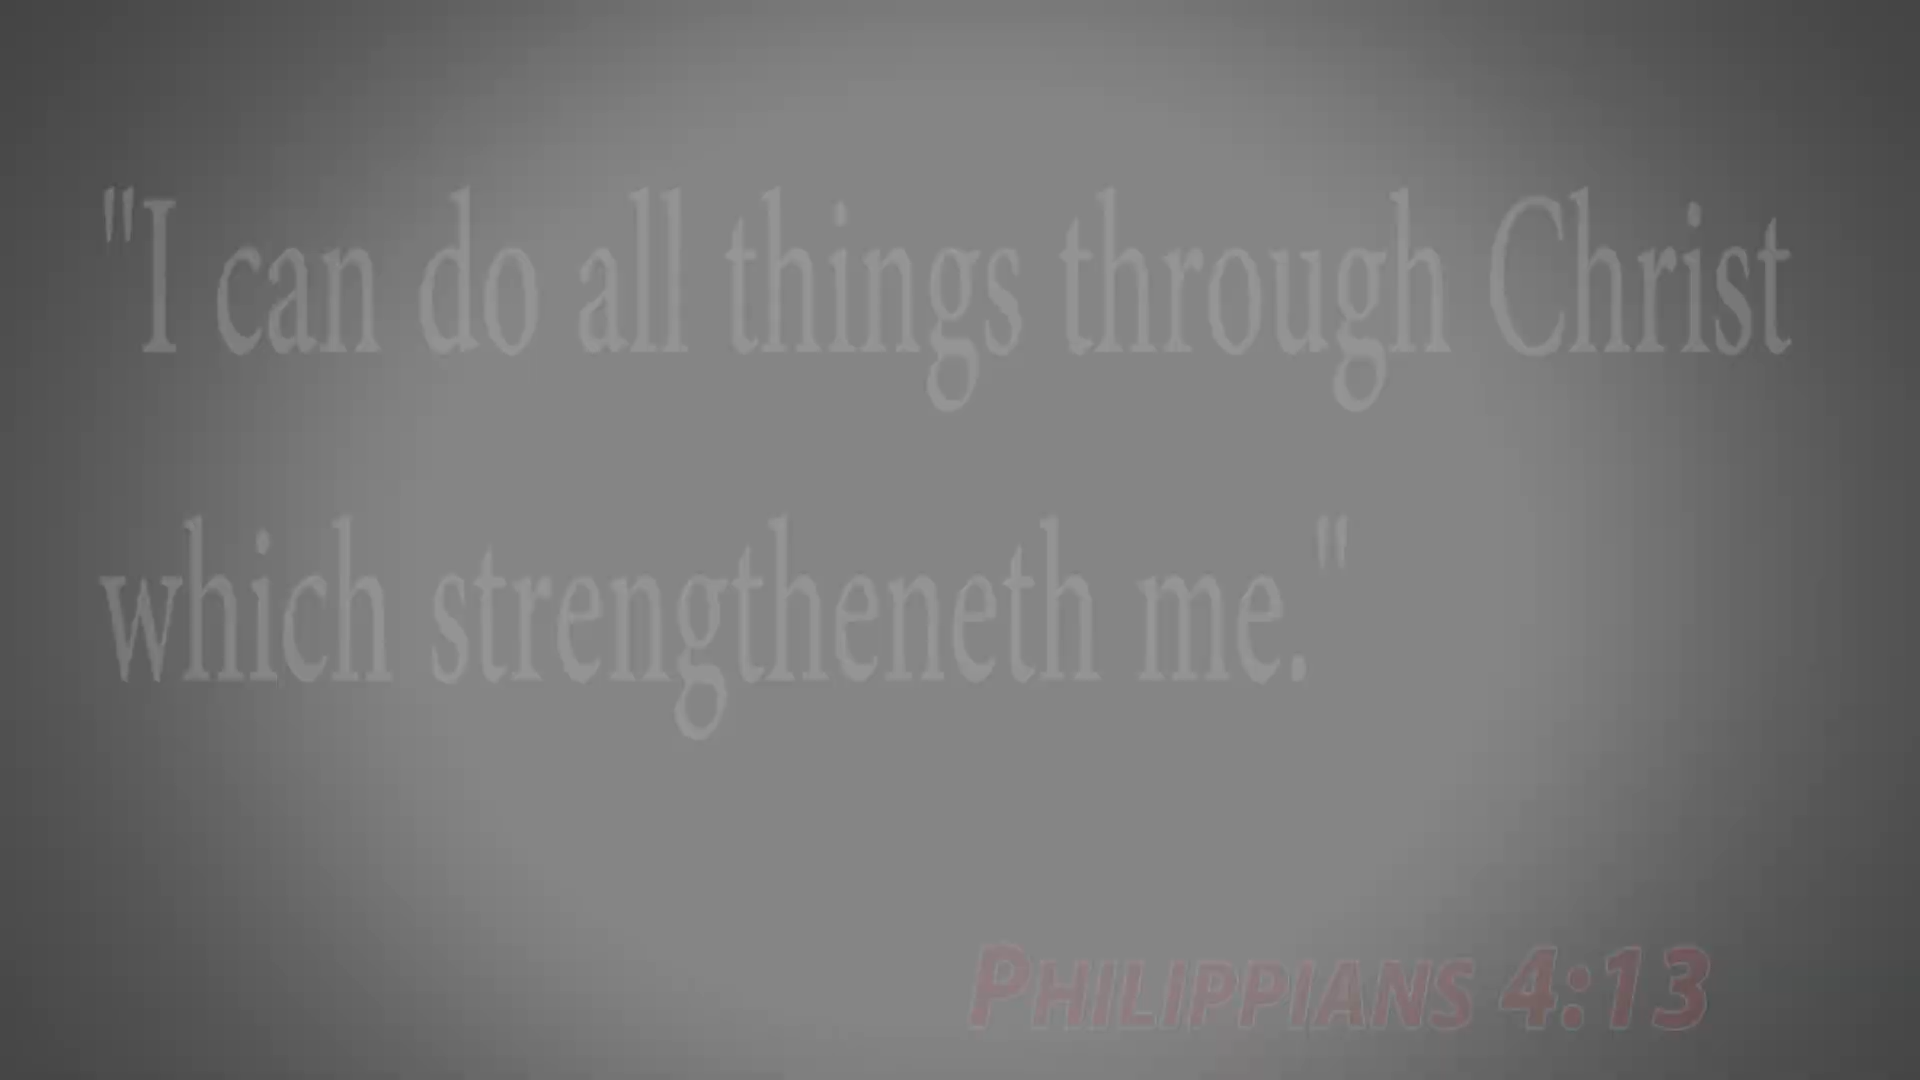 "I can do all things through Christ
which strengtheneth me."
PHILIPPIANS 4:13